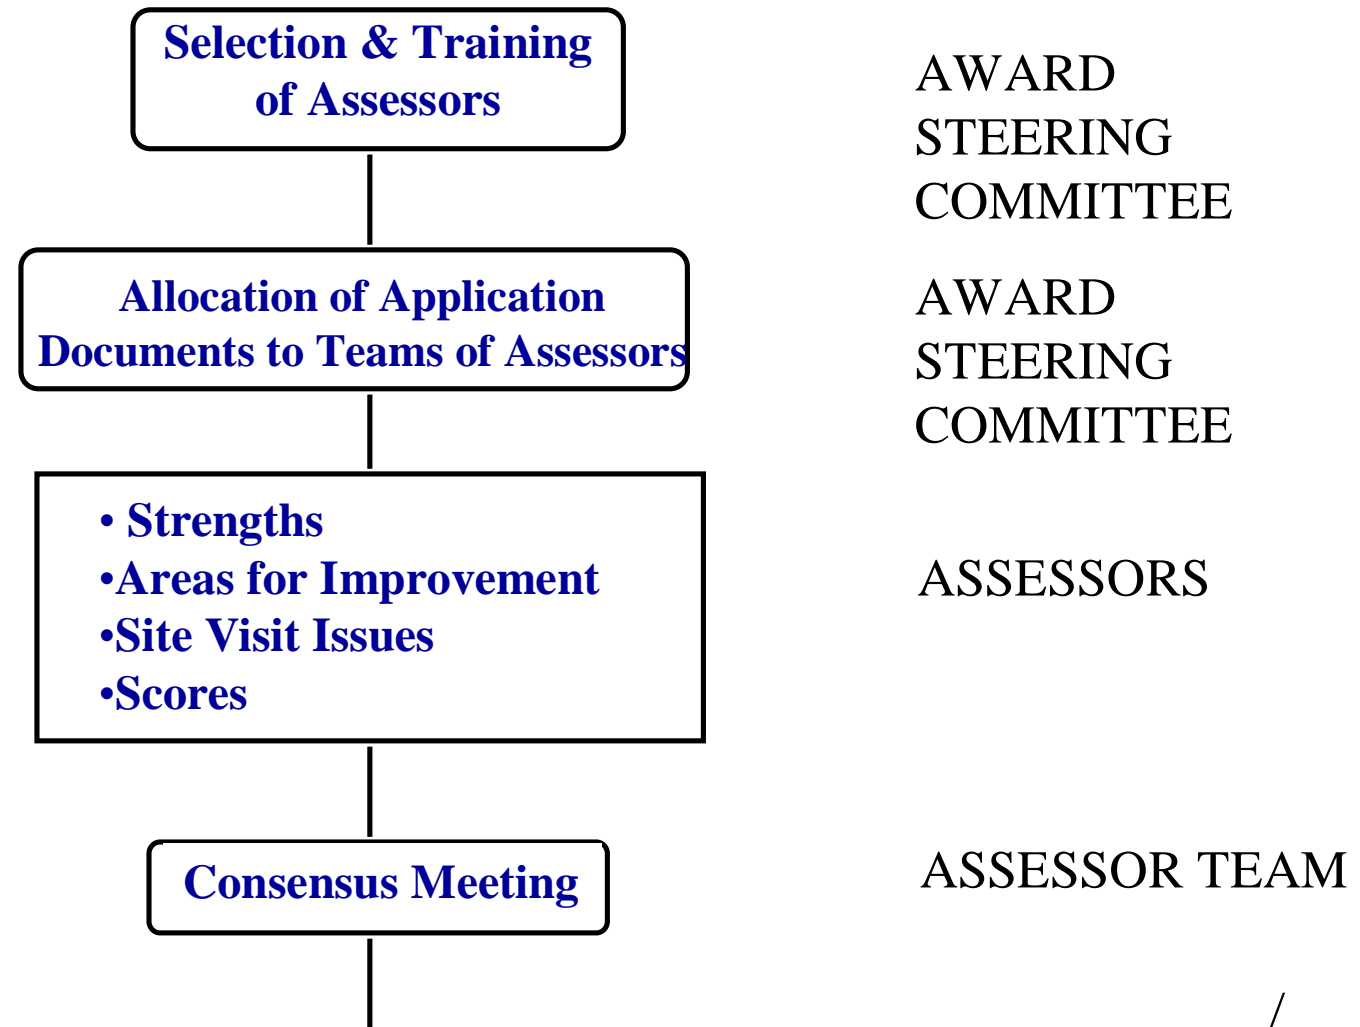 Selection & Training
of Assessors
AWARD
STEERING
COMMITTEE
Allocation of Application
Documents to Teams of Assessors
AWARD
STEERING
COMMITTEE
• Strengths
•Areas for Improvement
•Site Visit Issues
•Scores
ASSESSORS
Consensus Meeting
ASSESSOR TEAM
/